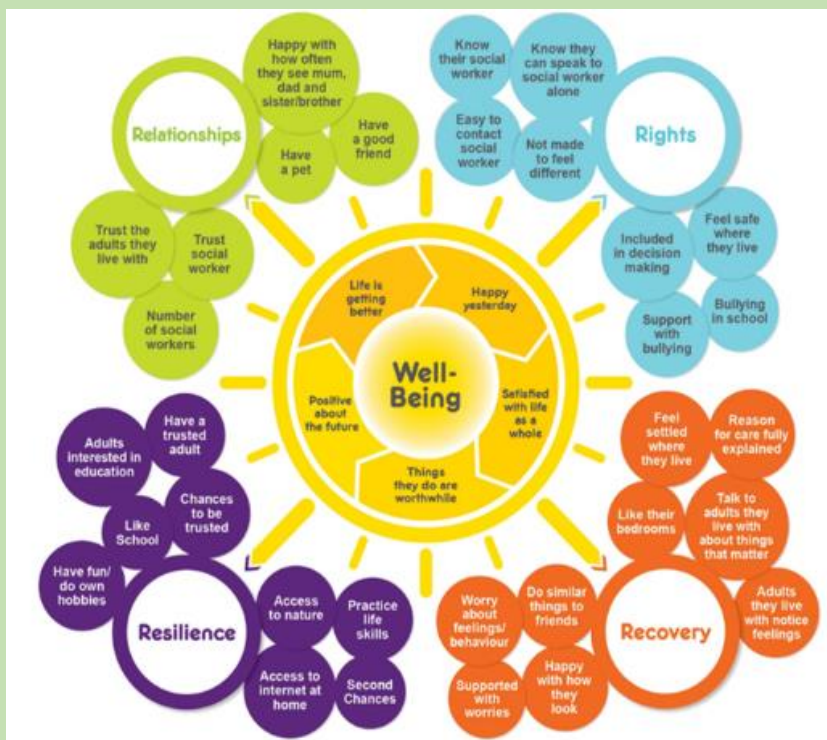 Relationships
Happy with
how often
they see mum,
dad and
sister/brother
Have
a good
friend
Have
a pet
Trust the
adults they
live with
Trust
social
worker
Number
of social
workers
Rights
Know
their social
worker
Know they
can speak to
social worker
alone
Easy to
contact
social
worker
Not made
to feel
different
Included
in decision
making
Feel safe
where
they live
Support
with
bullying
Bullying
in school
Well-
Being
Life is
getting
better
Happy
yesterday
Satisfied
with life
as a
whole
Things
they do are
worthwhile
Positive
about
the future
Resilience
Adults
interested in
education
Have a
trusted
adult
Chances
to be
trusted
Like
School
Have fun/
do own
hobbies
Access
to nature
Practice
life
skills
Access to
internet at
home
Second
Chances
Recovery
Feel
settled
where
they live
Reason
for care fully
explained
Like their
bedrooms
Talk to
adults they
live with
about things
that matter
Adults
they live
with notice
feelings
Worry
about
feelings/
behaviour
Do similar
things to
friends
Supported
with
worries
Happy
with how
they
look